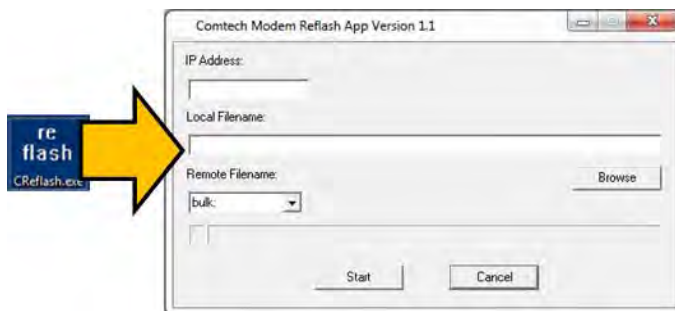 Comtech Modem Reflash App Version 1.1
IP Address:
Local Filename:
re
flash
CReflash.exe
Remote Filename:
Browse
bulk:
Start
Cancel